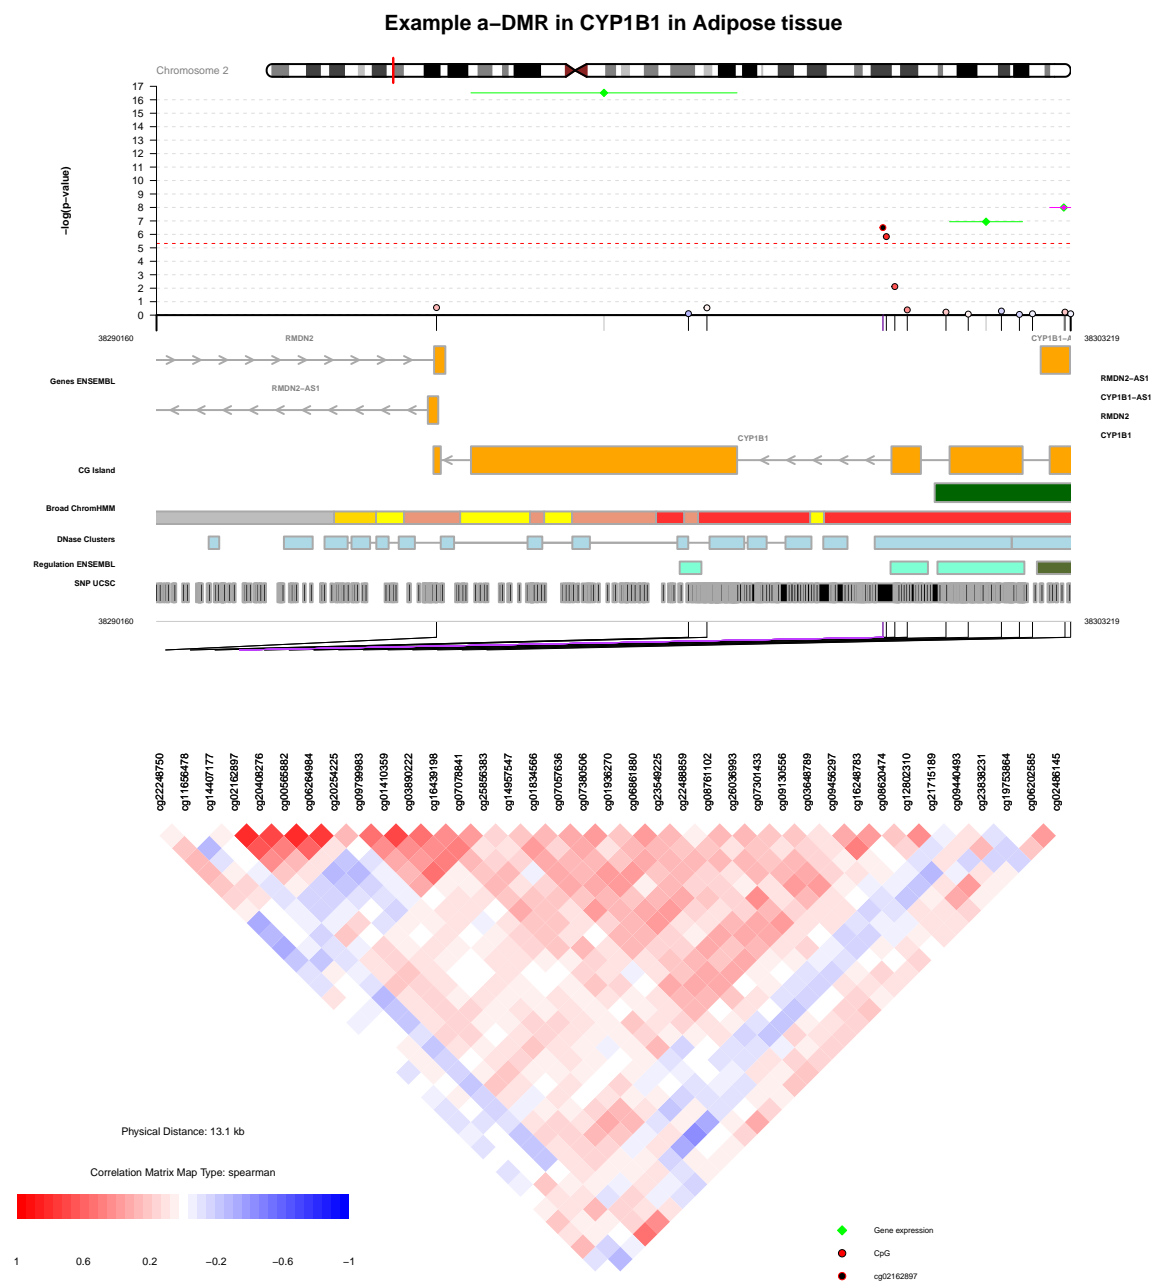 Example a−DMR in CYP1B1 in Adipose tissue
Chromosome 2
17
16
15
14
13
12
11
10
9
8
7
6
5
4
3
2
1
0
−log(p−value)
38290160
38303219
RMDN2
CYP1B1−A
Genes ENSEMBL
RMDN2−AS1
RMDN2−AS1
CYP1B1−AS1
RMDN2
CYP1B1
CYP1B1
CG Island
Broad ChromHMM
DNase Clusters
Regulation ENSEMBL
SNP UCSC
38290160
38303219
cg22248750
cg11656478
cg14407177
cg02162897
cg20408276
cg00565882
cg06264984
cg20254225
cg09799983
cg01410359
cg03890222
cg16439198
cg07078841
cg25856383
cg14957547
cg01834566
cg07057636
cg07380506
cg01936270
cg06861880
cg23549225
cg22488859
cg08761102
cg26036993
cg07301433
cg09130556
cg03648789
cg09456297
cg16248783
cg08620474
cg12802310
cg21715189
cg09440493
cg23838231
cg19753864
cg06202585
cg02486145
Physical Distance: 13.1 kb
Correlation Matrix Map Type: spearman
1
0.6
0.2
−0.2
−0.6
−1
Gene expression
CpG
cg02162897